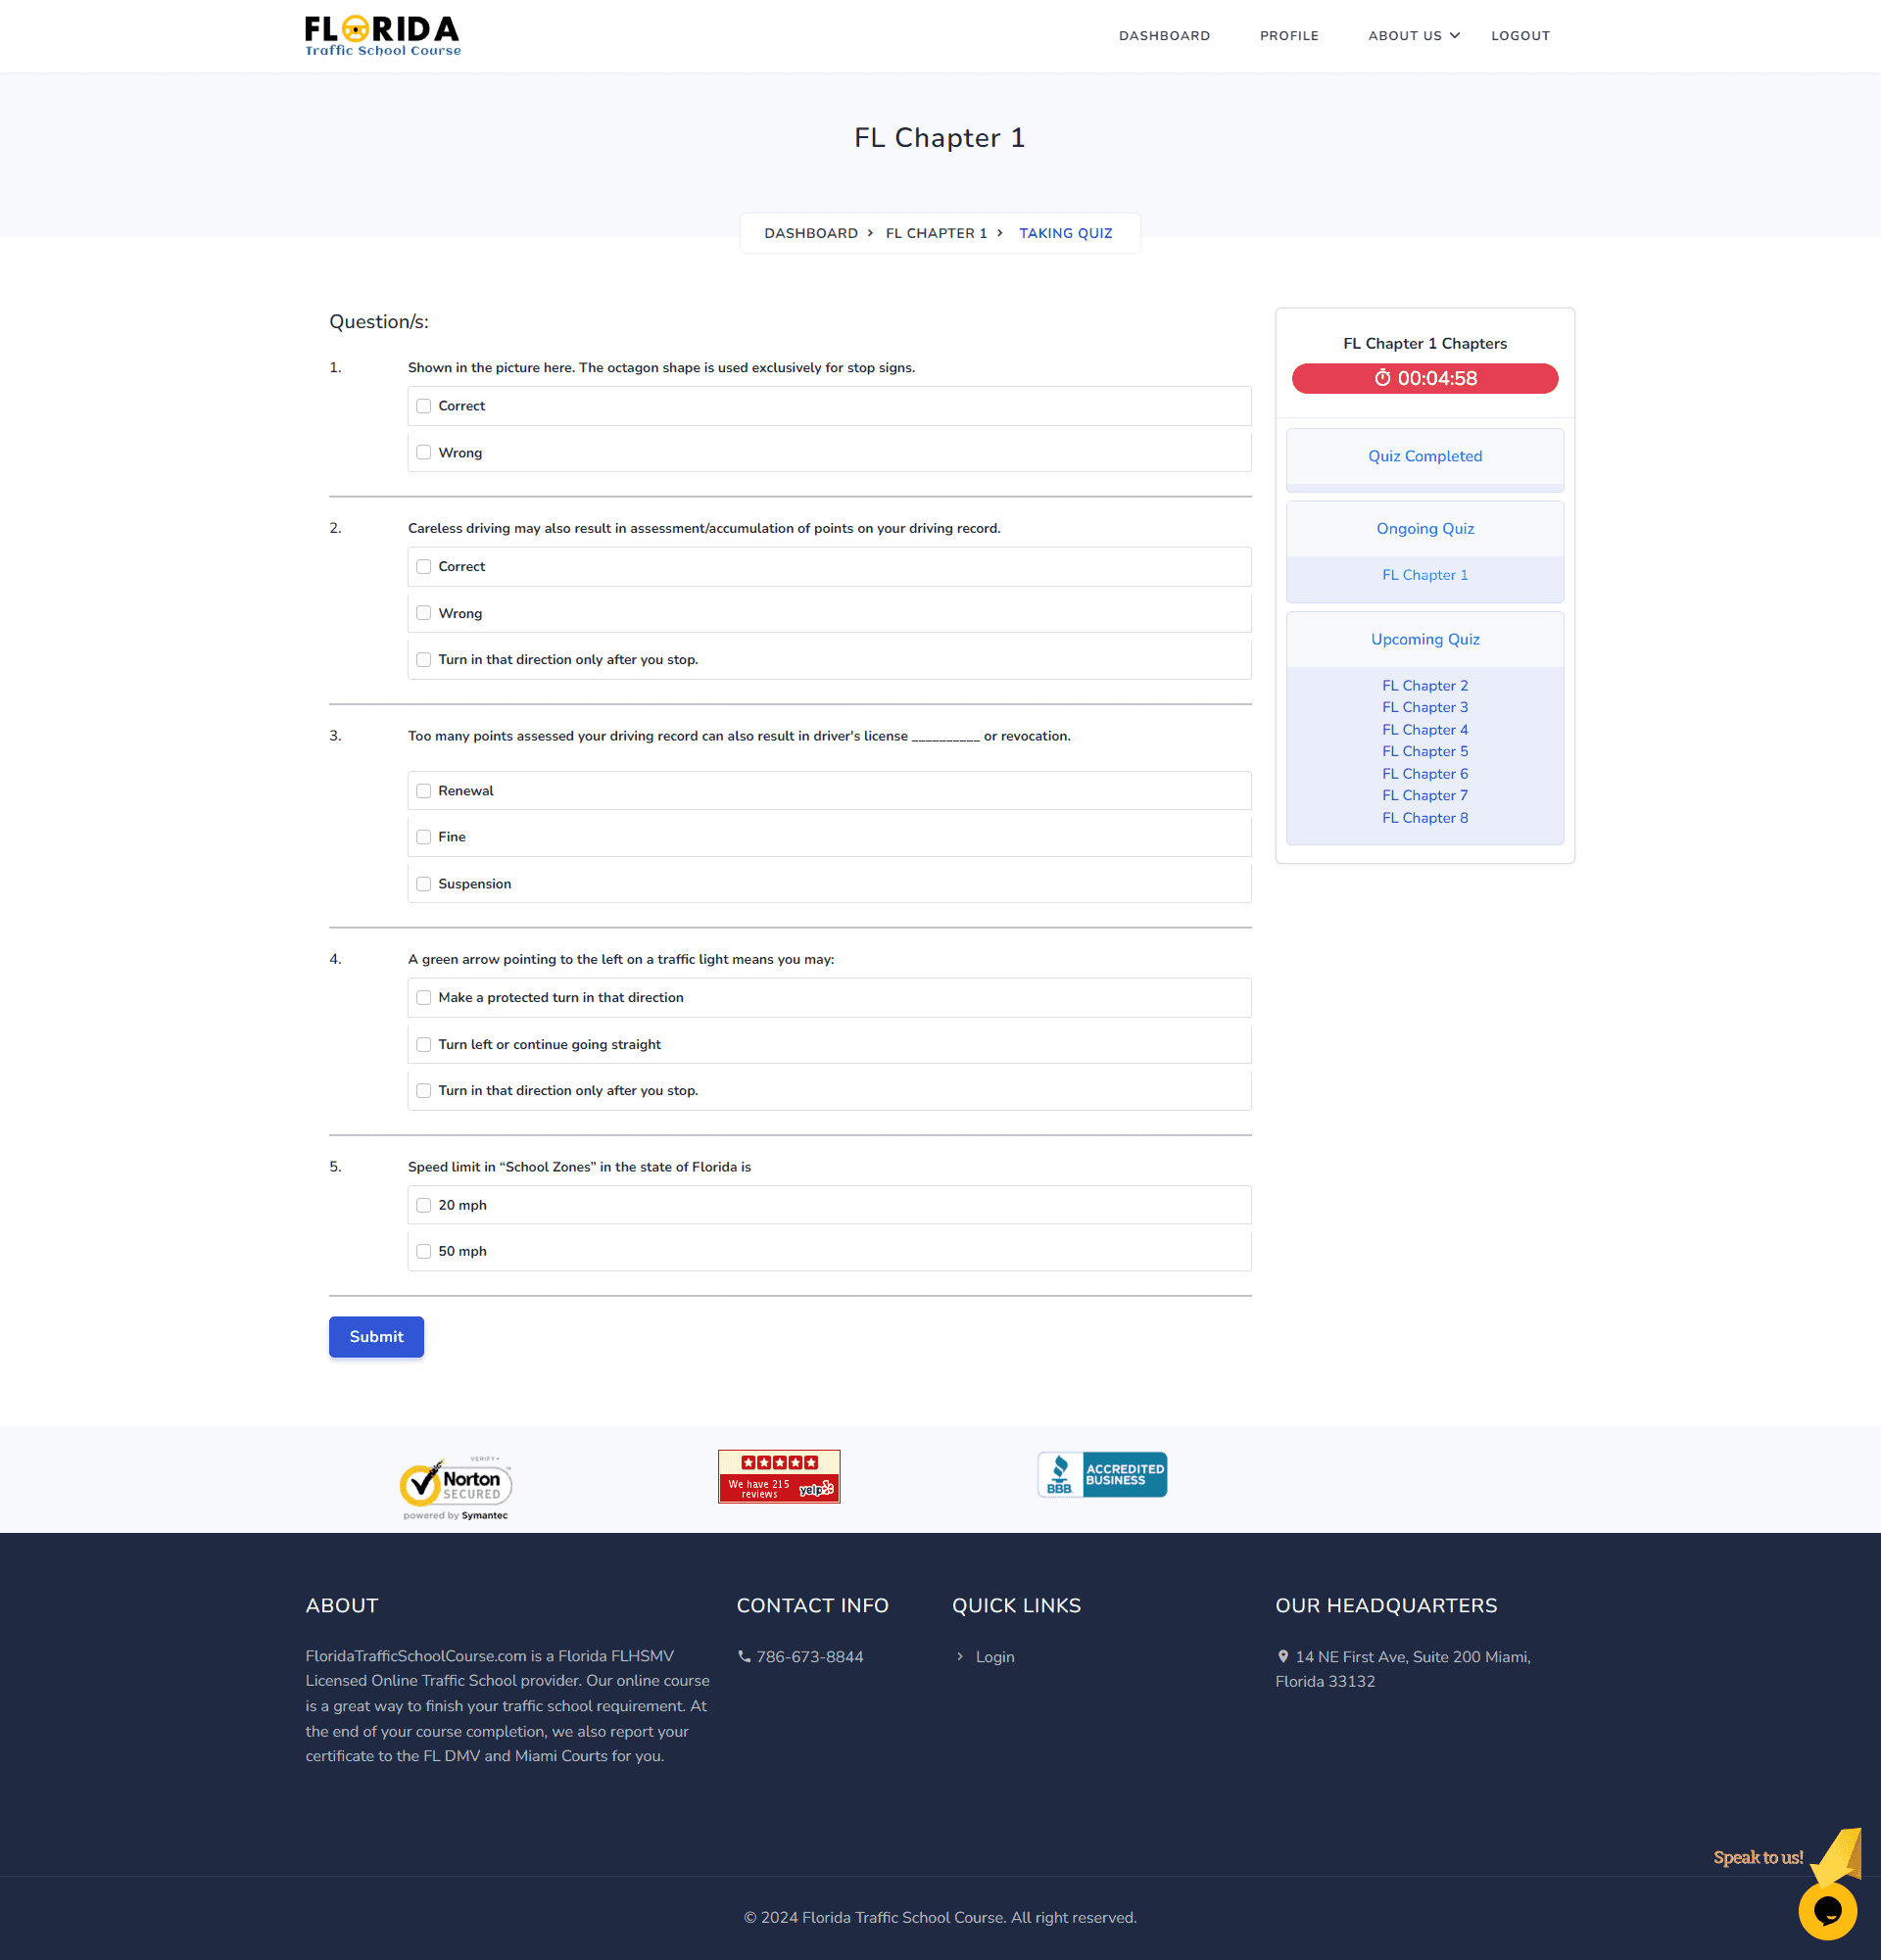 FLORIDA
Traffic School Course
DASHBOARD
PROFILE
ABOUT US
LOGOUT
FL Chapter 1
DASHBOARD
FL CHAPTER 1
TAKING QUIZ
Question/s:
1.
Shown in the picture here. The octagon shape is used exclusively for stop signs.
Correct
Wrong
2.
Careless driving may also result in assessment/accumulation of points on your driving record.
Correct
Wrong
Turn in that direction only after you stop.
3.
Too many points assessed your driving record can also result in driver's license __________ or revocation.
Renewal
Fine
Suspension
4.
A green arrow pointing to the left on a traffic light means you may:
Make a protected turn in that direction
Turn left or continue going straight
Turn in that direction only after you stop.
5.
Speed limit in “School Zones” in the state of Florida is
20 mph
50 mph
Submit
FL Chapter 1 Chapters
00:04:58
Quiz Completed
Ongoing Quiz
FL Chapter 1
Upcoming Quiz
FL Chapter 2
FL Chapter 3
FL Chapter 4
FL Chapter 5
FL Chapter 6
FL Chapter 7
FL Chapter 8
VERIFY▸
Norton
SECURED
™
powered by Symantec
We have 215
reviews
yelp
BBB.
ACCREDITED
BUSINESS
ABOUT
FloridaTrafficSchoolCourse.com is a Florida FLHSMV
Licensed Online Traffic School provider. Our online course
is a great way to finish your traffic school requirement. At
the end of your course completion, we also report your
certificate to the FL DMV and Miami Courts for you.
CONTACT INFO
786-673-8844
QUICK LINKS
Login
OUR HEADQUARTERS
14 NE First Ave, Suite 200 Miami,
Florida 33132
Speak to us!
© 2024 Florida Traffic School Course. All right reserved.